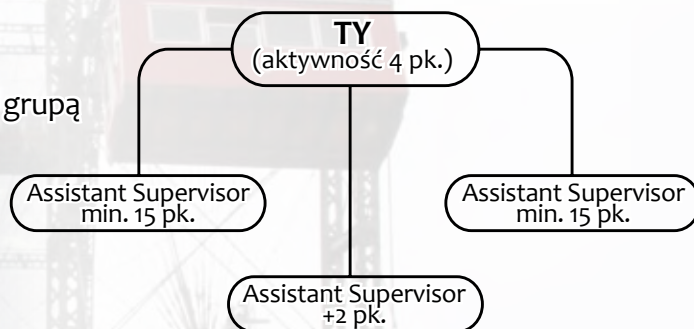 TY
(aktywność 4 pk.)
grupą
Assistant Supervisor
min. 15 pk.
Assistant Supervisor
min. 15 pk.
Assistant Supervisor
+2 pk.